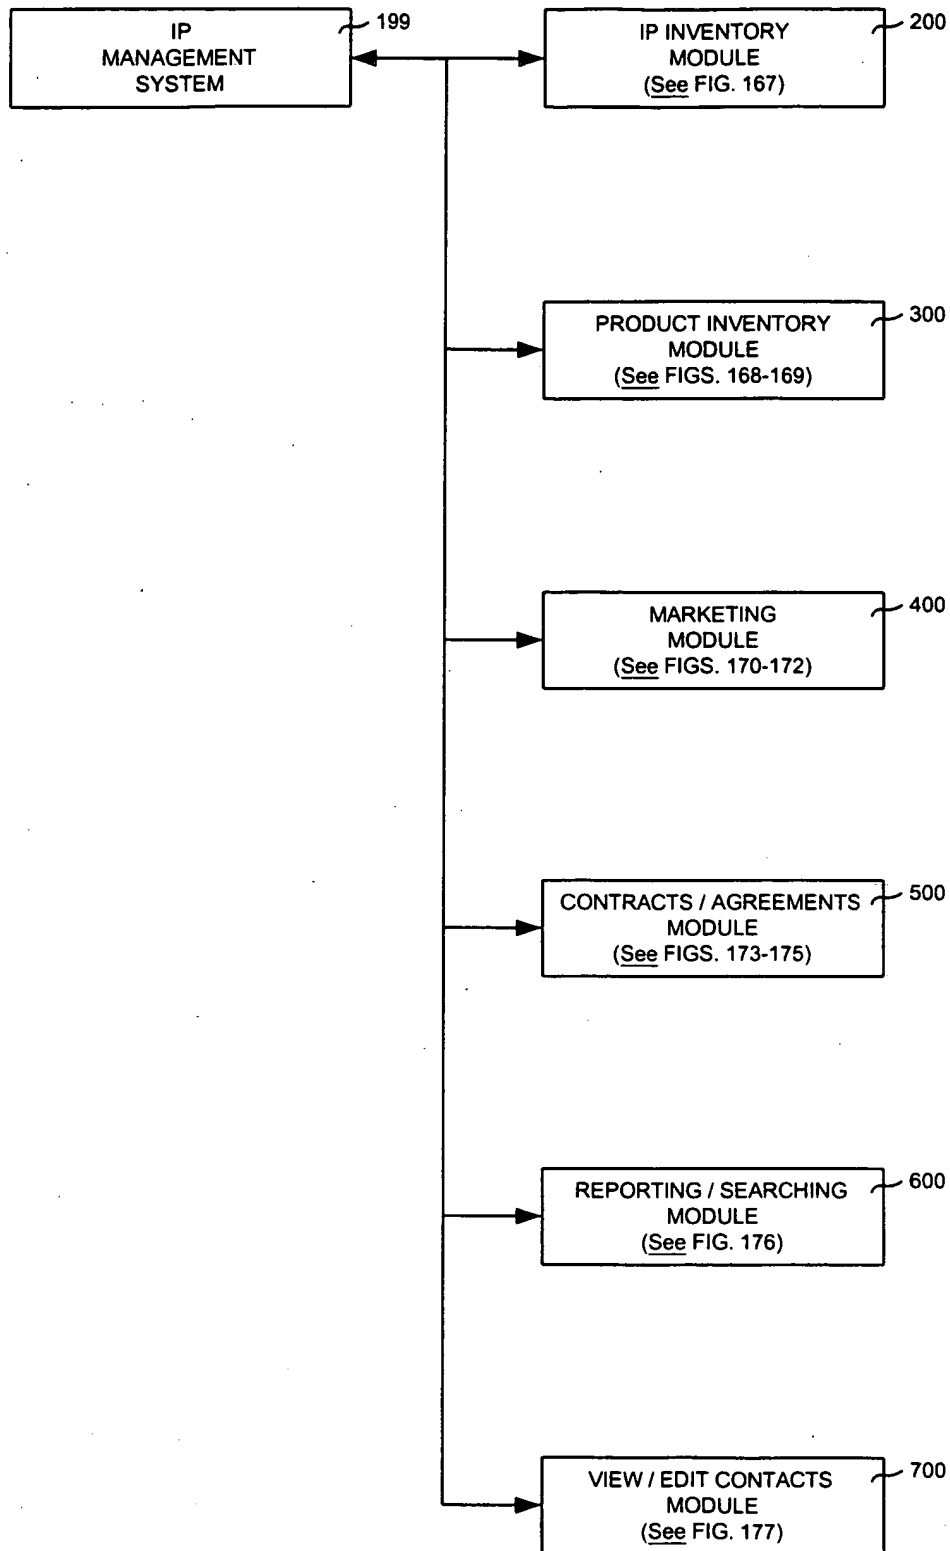 IP
MANAGEMENT
SYSTEM
199
IP INVENTORY
MODULE
(See FIG. 167)
200
PRODUCT INVENTORY
MODULE
(See FIGS. 168-169)
300
MARKETING
MODULE
(See FIGS. 170-172)
400
CONTRACTS / AGREEMENTS
MODULE
(See FIGS. 173-175)
500
REPORTING / SEARCHING
MODULE
(See FIG. 176)
600
VIEW / EDIT CONTACTS
MODULE
(See FIG. 177)
700